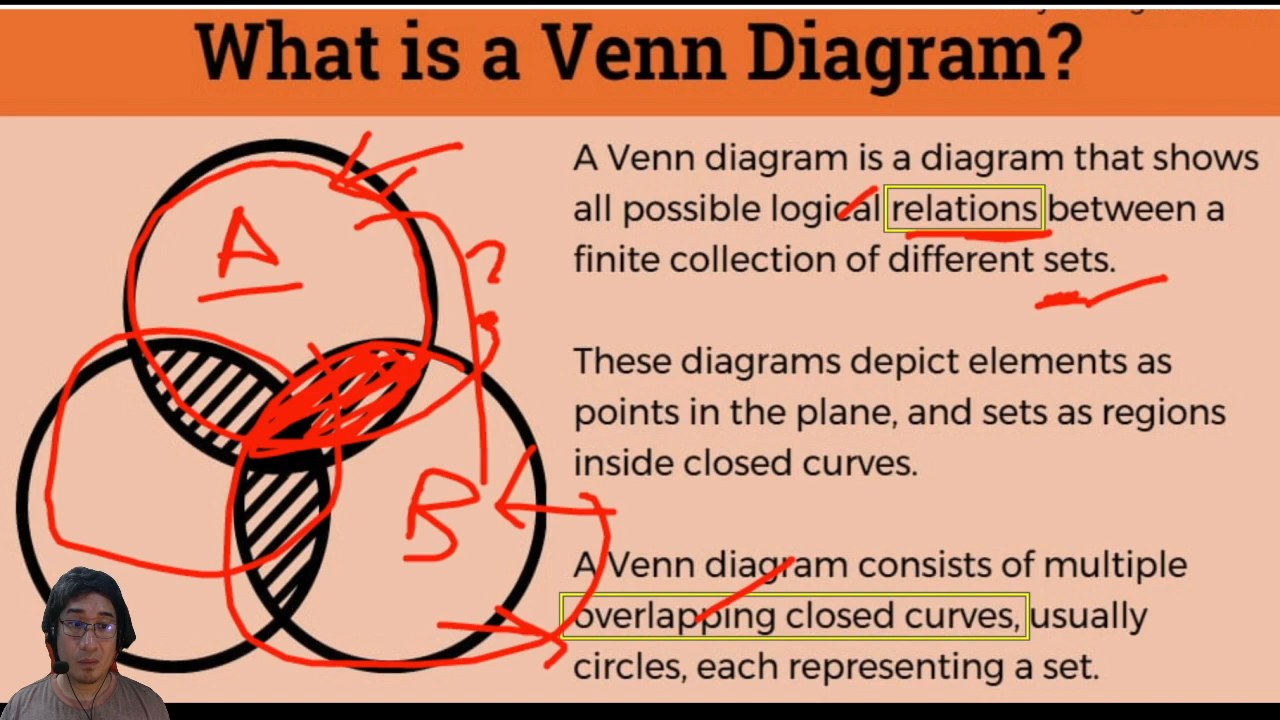 What is a Venn Diagram?
A Venn diagram is a diagram that shows
all possible logical relations between a
finite collection of different sets.
A
?
These diagrams depict elements as
points in the plane, and sets as regions
inside closed curves.
B
A Venn diagram consists of multiple
overlapping closed curves, usually
circles, each representing a set.